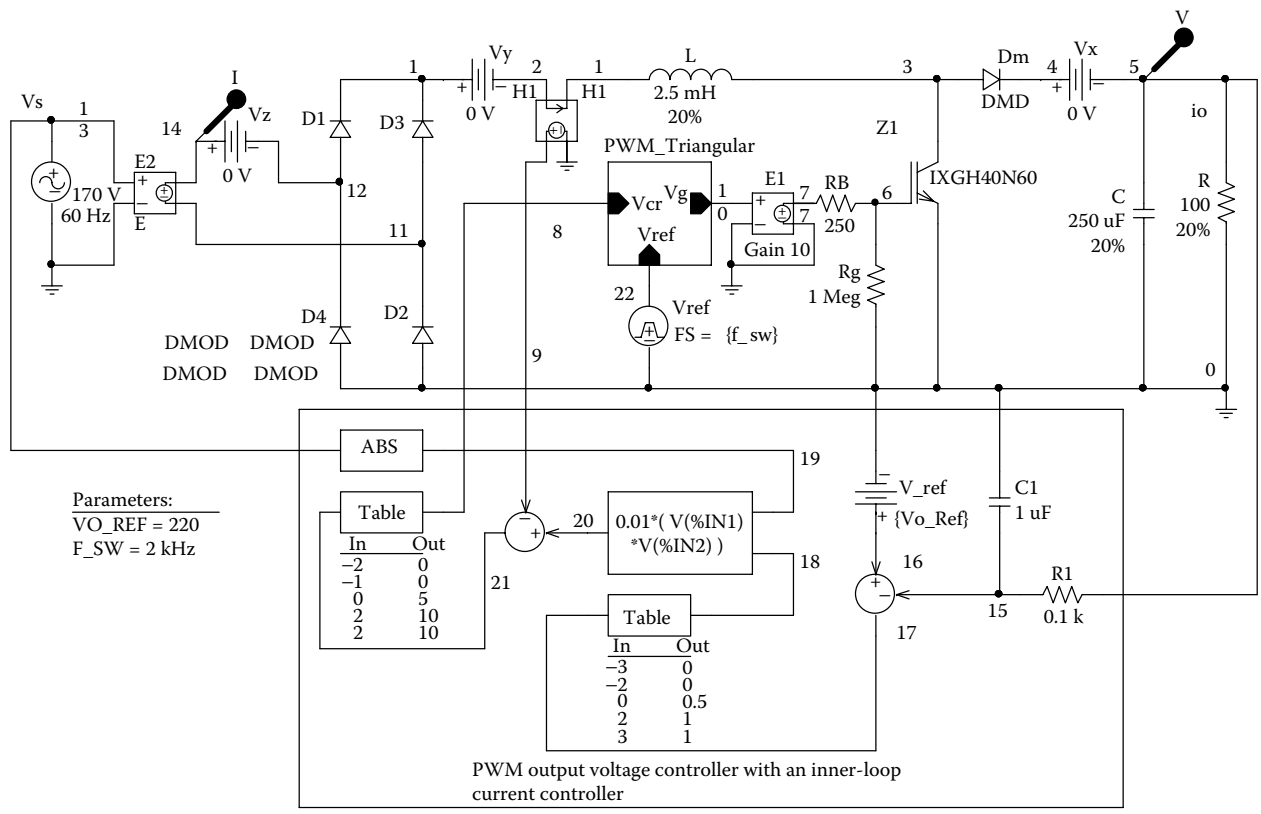 V
I
Vs
1
3
14
Vz
+
−
0 V
D1
D3
1
Vy
+
−
0 V
2
H1
1
H1
+1
L
2.5 mH
20%
3
Dm
DMD
4
Vx
+
−
0 V
5
io
Z1
IXGH40N60
PWM_Triangular
Vcr
Vg
Vref
1
0
E1
+
−
±
Gain 10
7
7
RB
250
6
Rg
1 Meg
C
250 uF
20%
R
100
20%
+
170 V
60 Hz
E2
+
−
±
E
12
11
8
22
Vref
FS = {f_sw}
D4
D2
DMOD DMOD
DMOD DMOD
9
0
ABS
19
Parameters:
VO_REF = 220
F_SW = 2 kHz
Table
In Out
−2 0
−1 0
0 5
2 10
2 10
−
+
20
21
0.01*( V(%IN1)
*V(%IN2) )
18
Table
In Out
−3 0
−2 0
0 0.5
2 1
3 1
−
V_ref
+
{Vo_Ref}
C1
1 uF
16
+
−
17
15
R1
0.1 k
PWM output voltage controller with an inner-loop
current controller